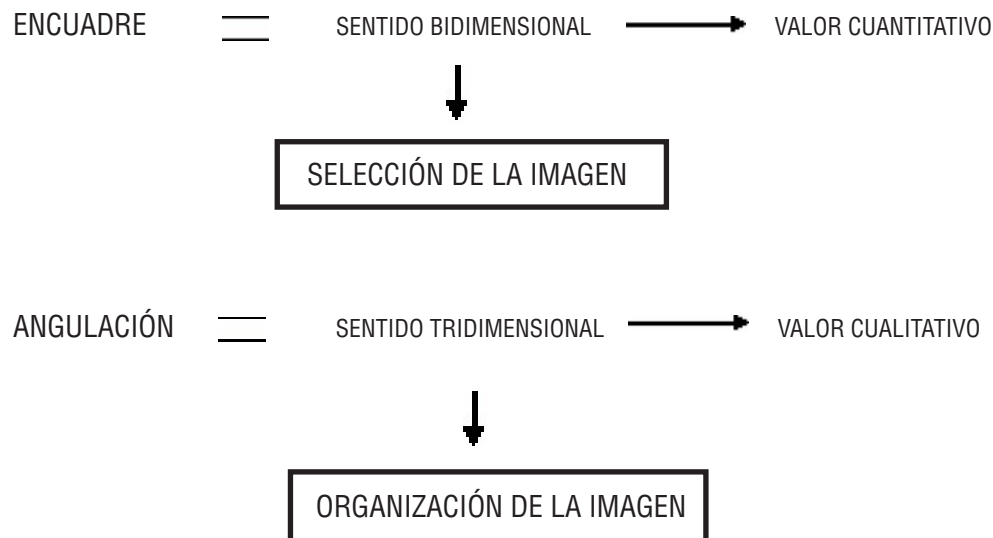 ENCUADRE = SENTIDO BIDIMENSIONAL → VALOR CUANTITATIVO
SELECCIÓN DE LA IMAGEN
ANGULACIÓN = SENTIDO TRIDIMENSIONAL → VALOR CUALITATIVO
ORGANIZACIÓN DE LA IMAGEN